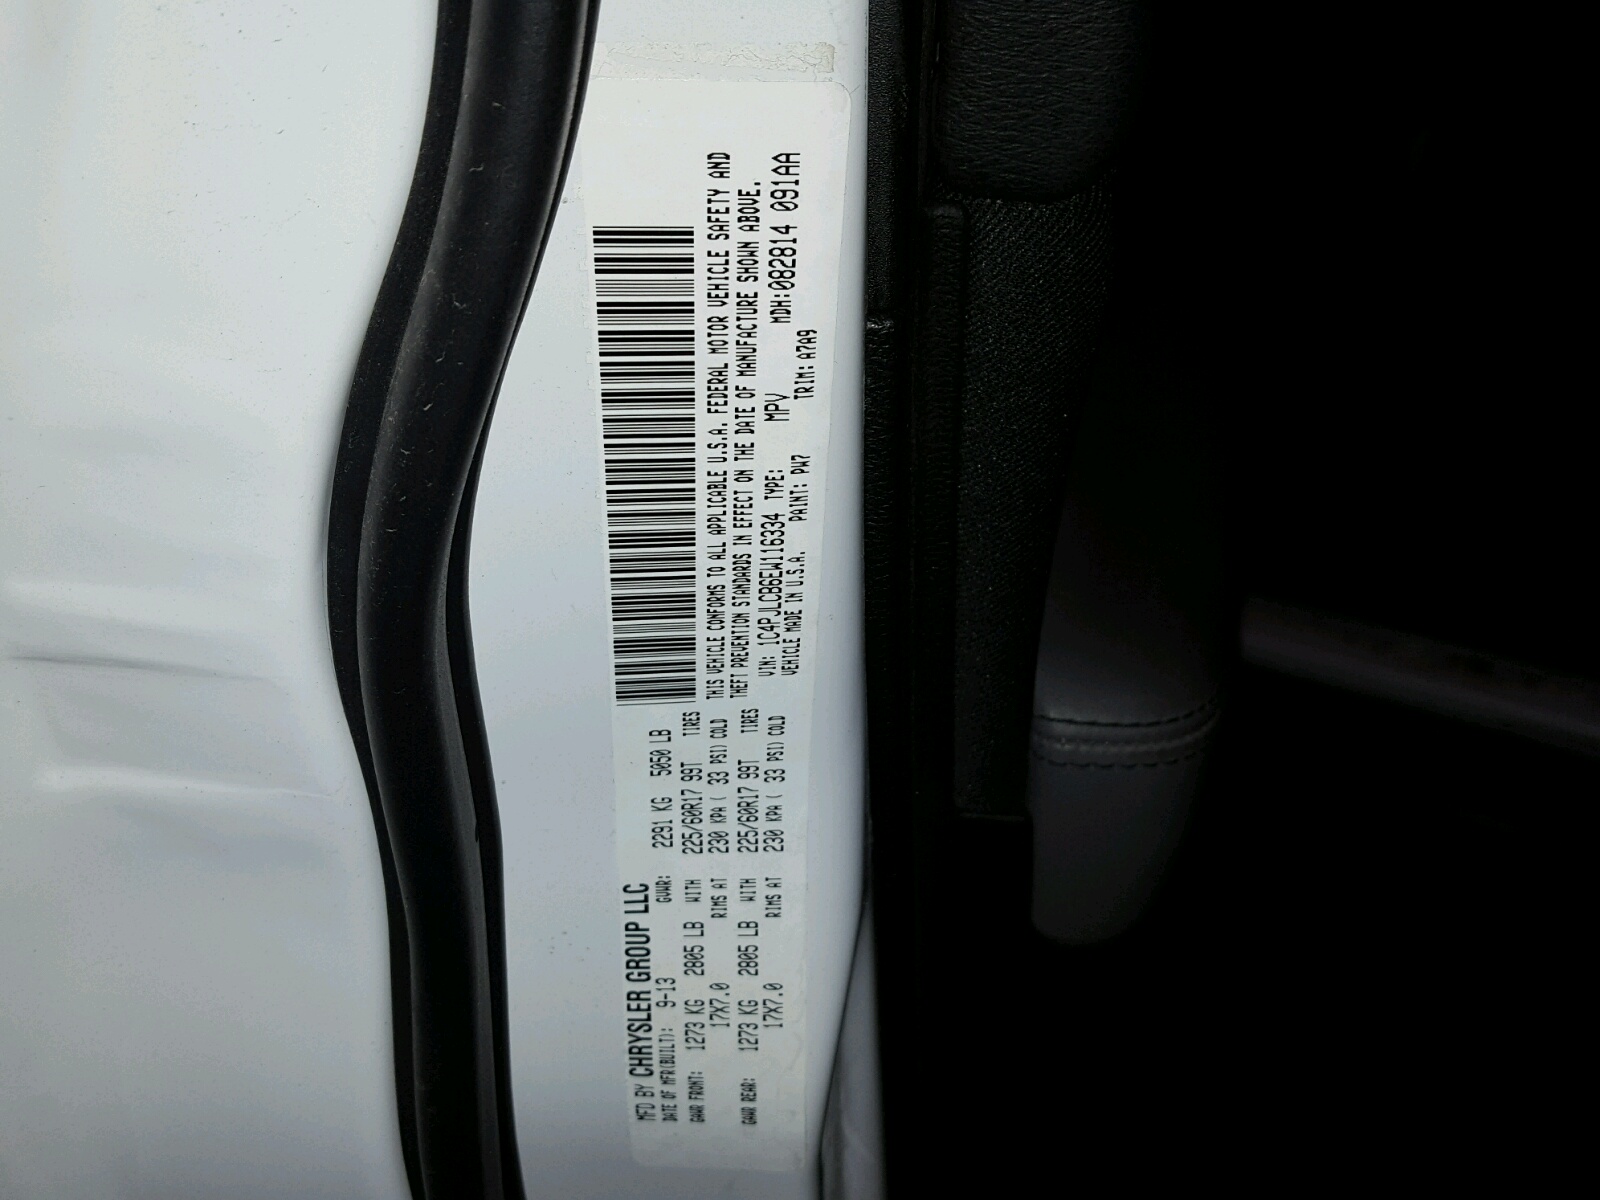 MFD BY CHRYSLER GROUP LLC
DATE OF MFR(BUILT): 9-13 GVWR: 2291 KG 5050 LB
GAWR FRONT: 1273 KG 2805 LB WITH 225/60R17 99T TIRES
17X7.0 RIMS AT 230 KPA ( 33 PSI) COLD
GAWR REAR: 1273 KG 2805 LB WITH 225/60R17 99T TIRES
17X7.0 RIMS AT 230 KPA ( 33 PSI) COLD
THIS VEHICLE CONFORMS TO ALL APPLICABLE U.S.A. FEDERAL MOTOR VEHICLE SAFETY AND
THEFT PREVENTION STANDARDS IN EFFECT ON THE DATE OF MANUFACTURE SHOWN ABOVE.
VIN: 1C4PJLCB6EW116334 TYPE: MPV MDH:082814 091AA
VEHICLE MADE IN U.S.A. PAINT: PW7 TRIM: A7A9